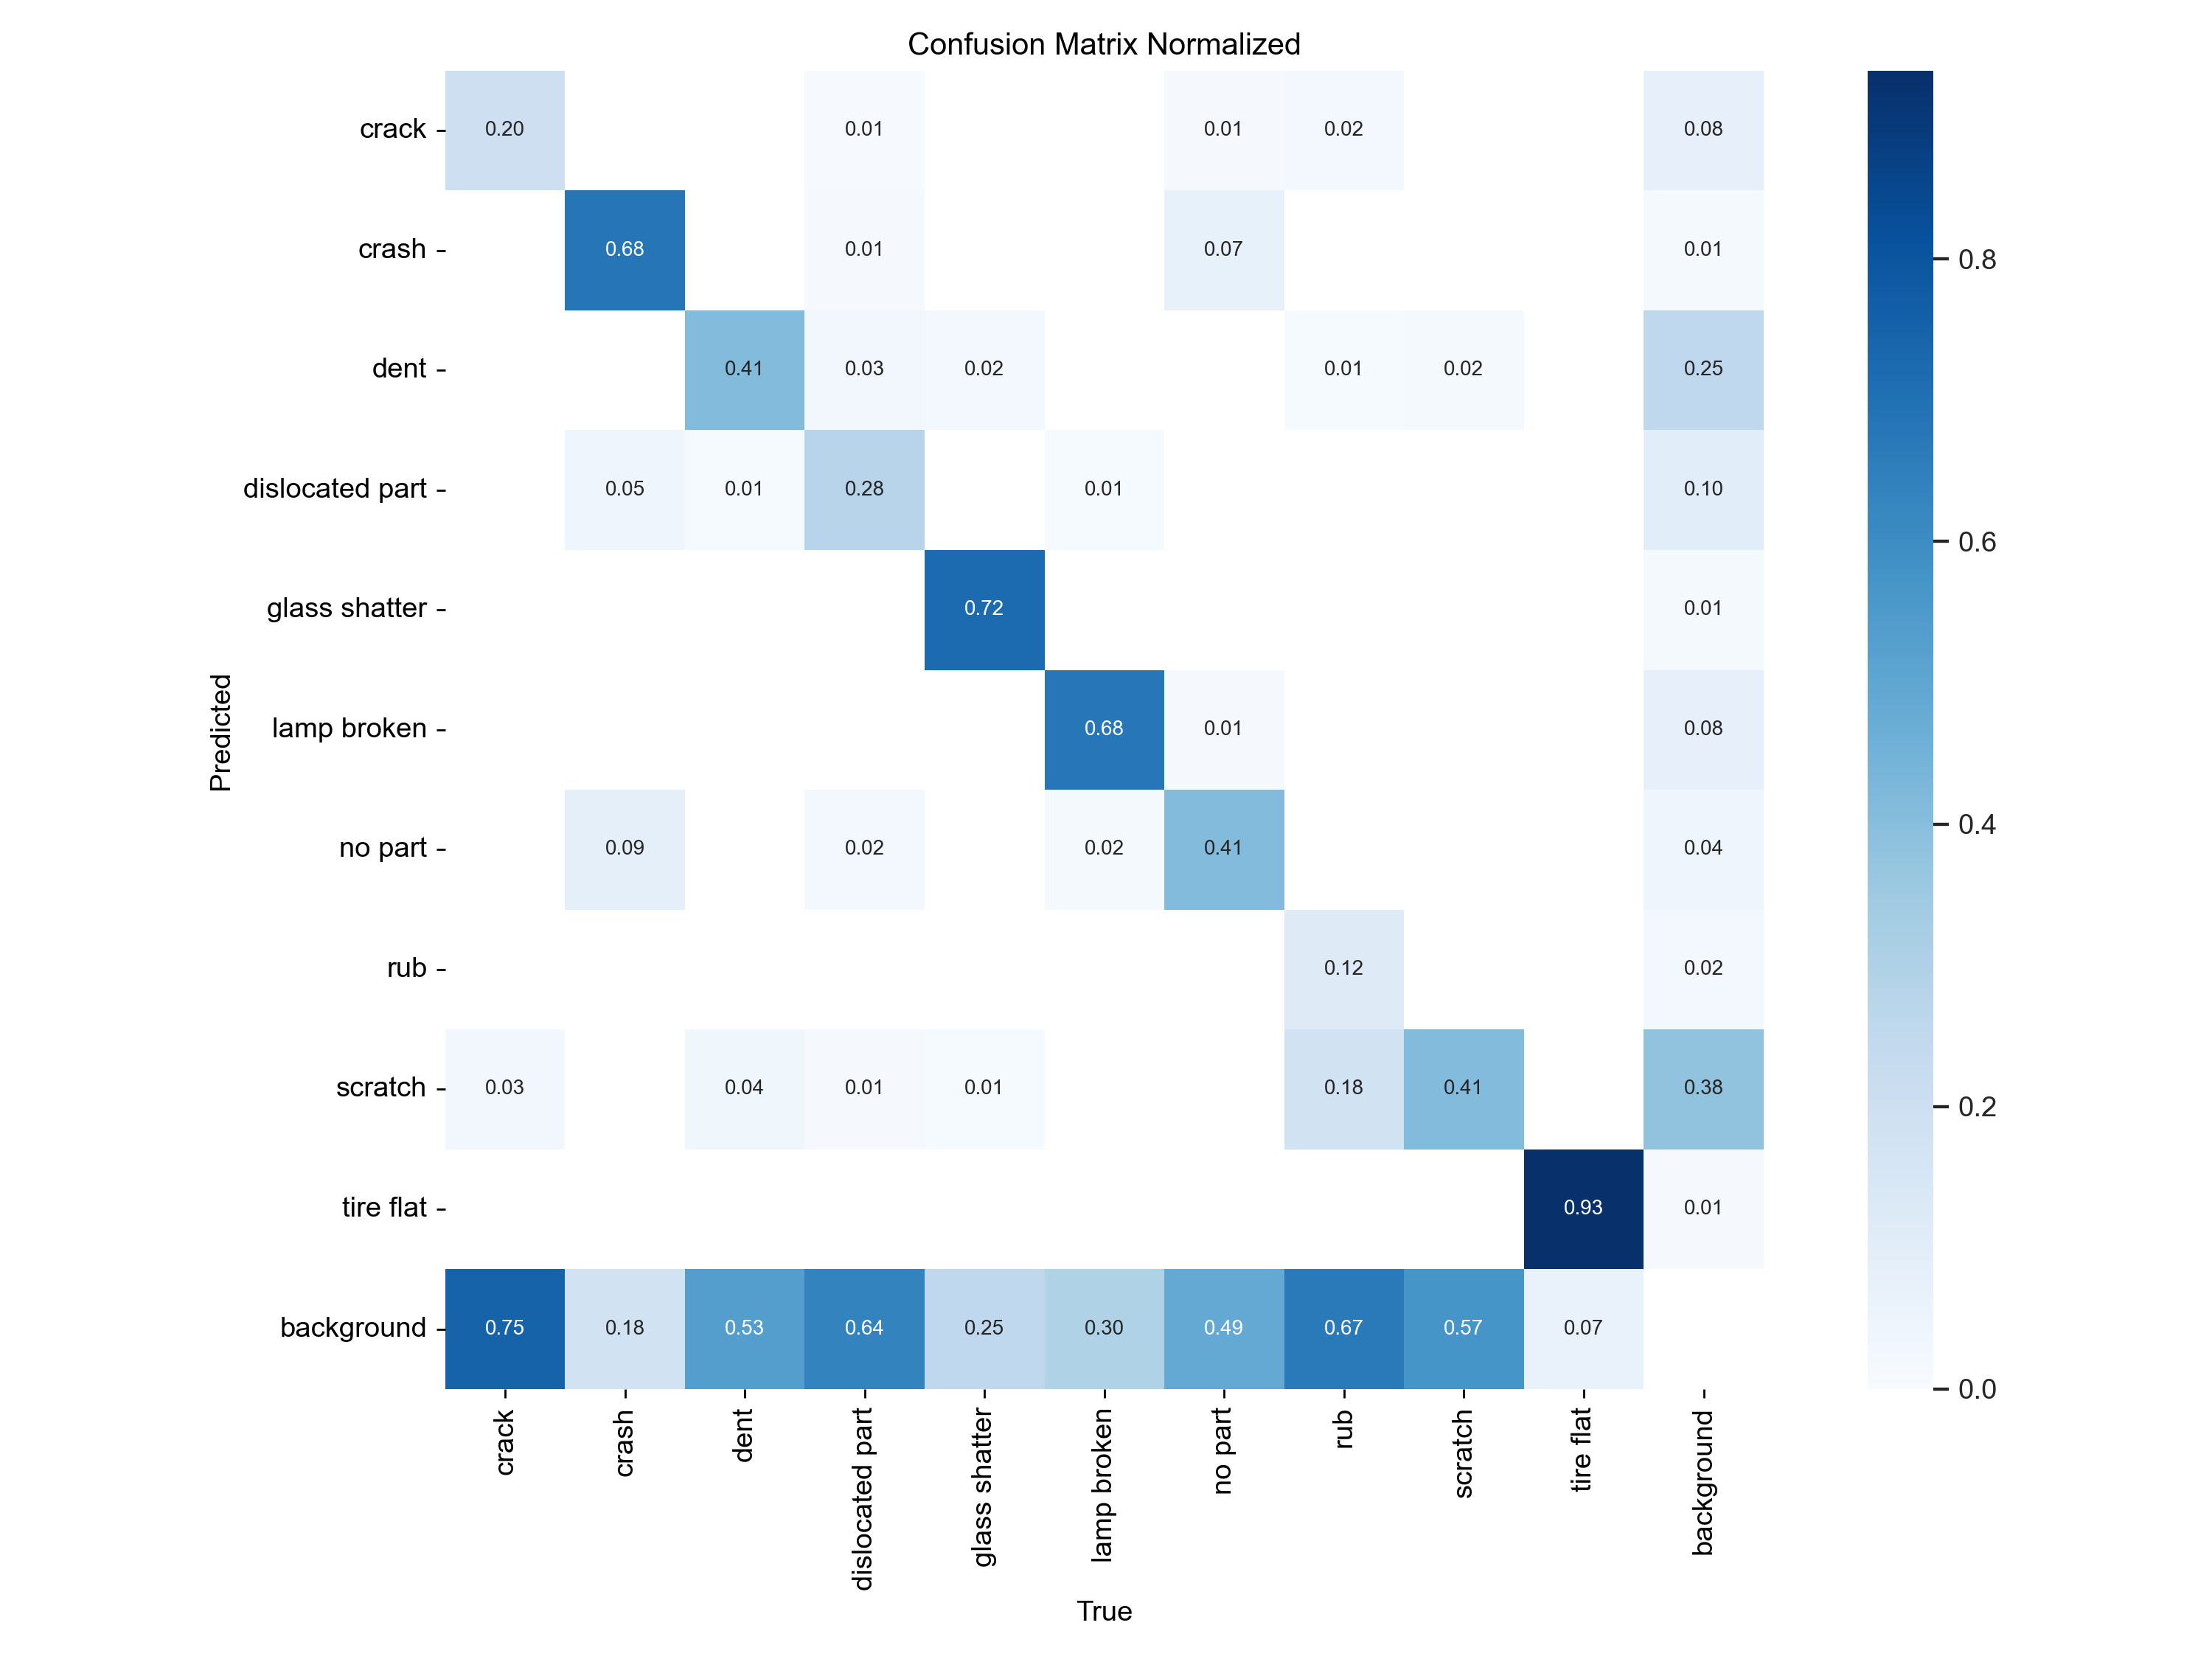 Confusion Matrix Normalized
crack 0.20 0.01 0.01 0.02 0.08
crash 0.68 0.01 0.07 0.01
dent 0.41 0.03 0.02 0.01 0.02 0.25
dislocated part 0.05 0.01 0.28 0.01 0.10
glass shatter 0.72 0.01
lamp broken 0.68 0.01 0.08
no part 0.09 0.02 0.02 0.41 0.04
rub 0.12 0.02
scratch 0.03 0.04 0.01 0.01 0.18 0.41 0.38
tire flat 0.93 0.01
background 0.75 0.18 0.53 0.64 0.25 0.30 0.49 0.67 0.57 0.07
Predicted
crack
crash
dent
dislocated part
glass shatter
lamp broken
no part
rub
scratch
tire flat
background
True
0.8
0.6
0.4
0.2
0.0